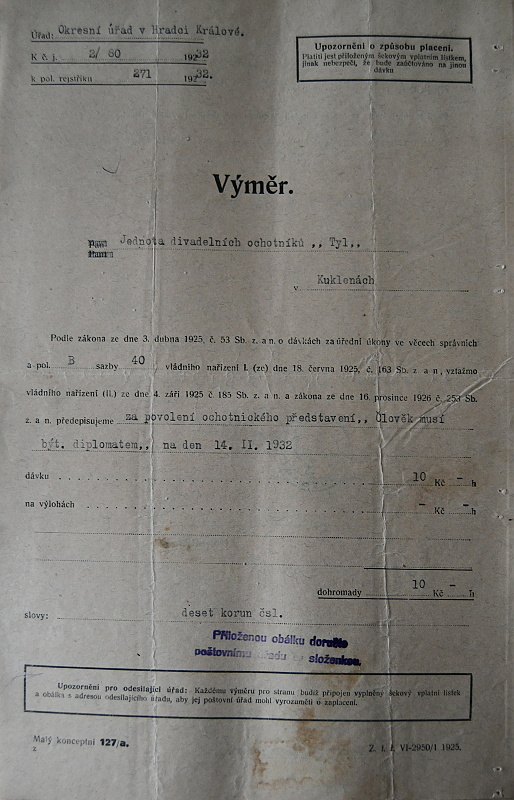 Úřad: Okresní úřad v Hradci Králové.
K č. j. 2/ 80 1932
k pol. rejstříku 271 1932.
Upozornění o způsobu placení.
Platiti jest přiloženým šekovým vplatním lístkem,
jinak nebezpečí, že bude zaúčtováno na jinou
dávku
Výměr.
Jednota divadelních ochotníků ,, Tyl,,
v Kuklenách
Podle zákona ze dne 3. dubna 1925, č. 53 Sb. z. a n. o dávkách za úřední úkony ve věcech správních
a pol. B sazby 40 vládního nařízení I. (ze) dne 18. června 1925, č. 163 Sb. z a n, vztažmo
vládního nařízení (II.) ze dne 4. září 1925 č 185 Sb. z. a n. a zákona ze dne 16. prosince 1926 č. 253 Sb.
z. a n. předepisujeme za povolení ochotnického představení,, Člověk musí
být. diplomatem,, na den 14. II. 1932
dávku 10 Kč – h
na výlohách – Kč – h
dohromady 10 Kč – h
slovy: deset korun čsl.
Přiloženou obálku doručte
poštovnímu úřadu se složenkou.
Upozornění pro odesílající úřad: Každému výměru pro stranu budiž připojen vyplněný šekový vplatní lístek
a obálka s adresou odesílajícího úřadu, aby jej poštovní úřad mohl vyrozuměti o zaplacení.
Malý konceptní 127/a.
Z. t. ř. VI-2950/1 1925.